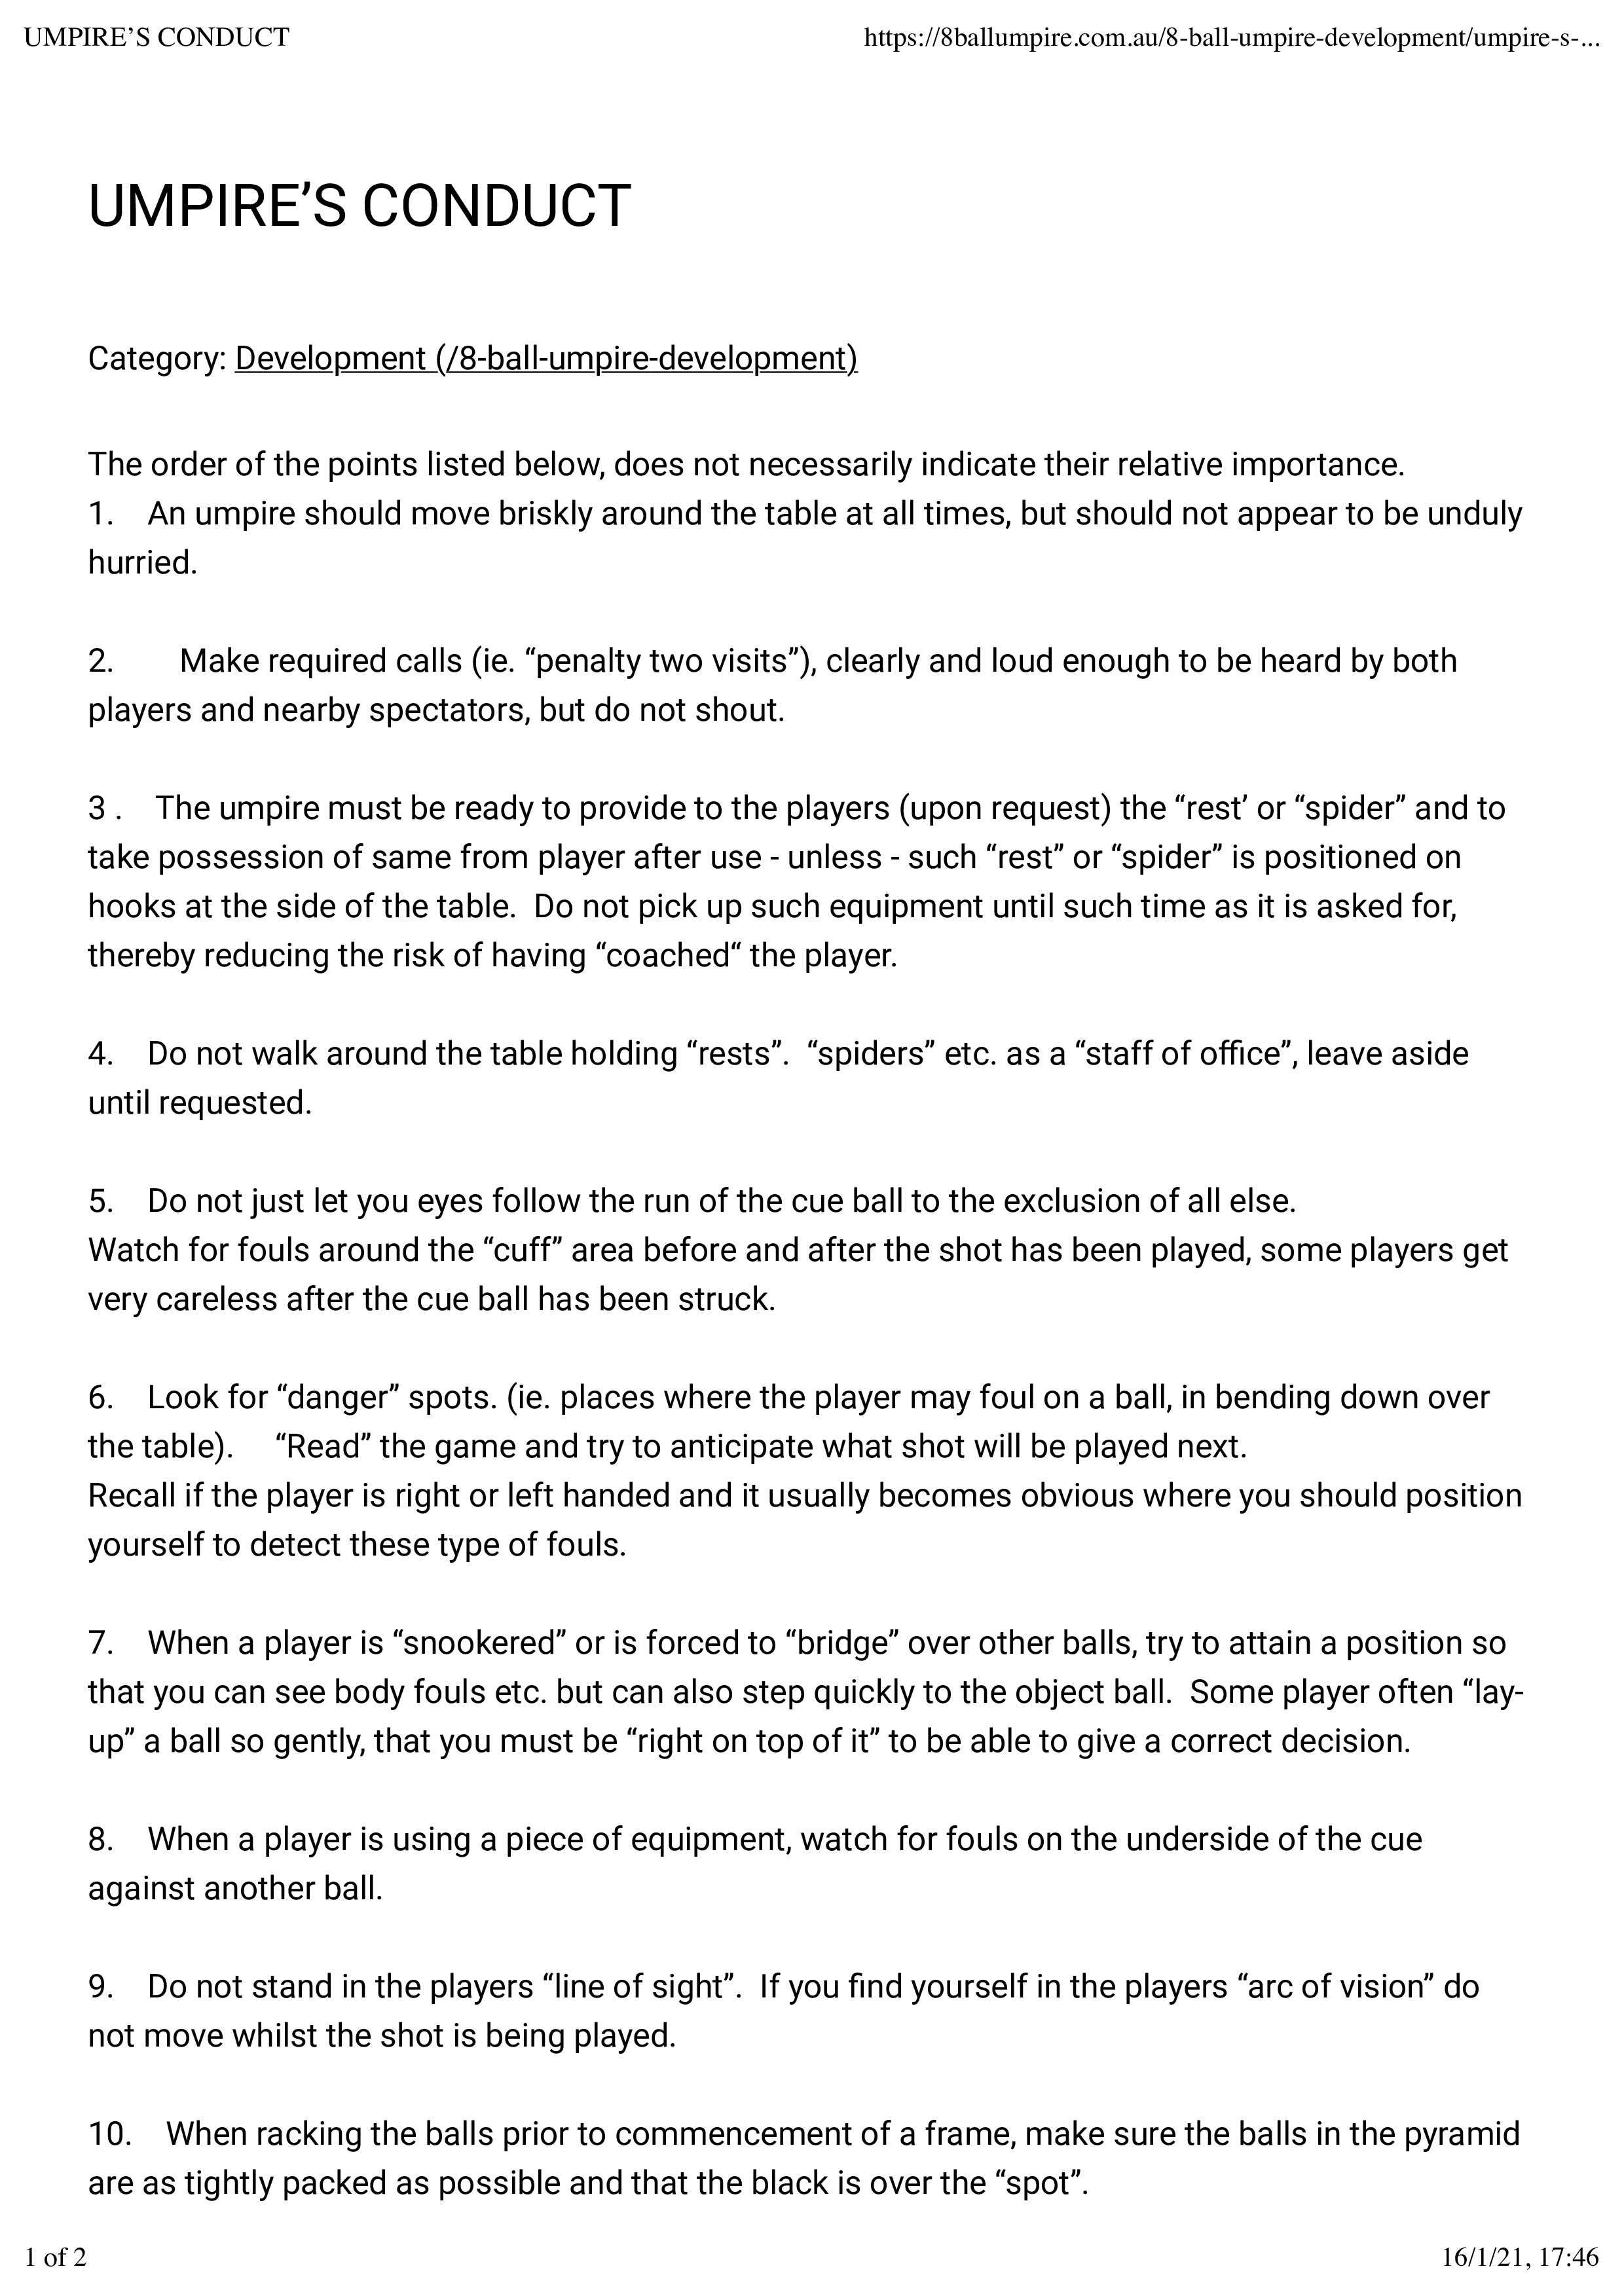 UMPIRE’S CONDUCT
https://8ballumpire.com.au/8-ball-umpire-development/umpire-s-...
UMPIRE’S CONDUCT
Category: Development (/8-ball-umpire-development)
The order of the points listed below, does not necessarily indicate their relative importance.
1. An umpire should move briskly around the table at all times, but should not appear to be unduly
hurried.
2. Make required calls (ie. “penalty two visits”), clearly and loud enough to be heard by both
players and nearby spectators, but do not shout.
3 . The umpire must be ready to provide to the players (upon request) the “rest’ or “spider” and to
take possession of same from player after use - unless - such “rest” or “spider” is positioned on
hooks at the side of the table. Do not pick up such equipment until such time as it is asked for,
thereby reducing the risk of having “coached“ the player.
4. Do not walk around the table holding “rests”. “spiders” etc. as a “staff of office”, leave aside
until requested.
5. Do not just let you eyes follow the run of the cue ball to the exclusion of all else.
Watch for fouls around the “cuff” area before and after the shot has been played, some players get
very careless after the cue ball has been struck.
6. Look for “danger” spots. (ie. places where the player may foul on a ball, in bending down over
the table). “Read” the game and try to anticipate what shot will be played next.
Recall if the player is right or left handed and it usually becomes obvious where you should position
yourself to detect these type of fouls.
7. When a player is “snookered” or is forced to “bridge” over other balls, try to attain a position so
that you can see body fouls etc. but can also step quickly to the object ball. Some player often “lay-
up” a ball so gently, that you must be “right on top of it” to be able to give a correct decision.
8. When a player is using a piece of equipment, watch for fouls on the underside of the cue
against another ball.
9. Do not stand in the players “line of sight”. If you find yourself in the players “arc of vision” do
not move whilst the shot is being played.
10. When racking the balls prior to commencement of a frame, make sure the balls in the pyramid
are as tightly packed as possible and that the black is over the “spot”.
1 of 2
16/1/21, 17:46